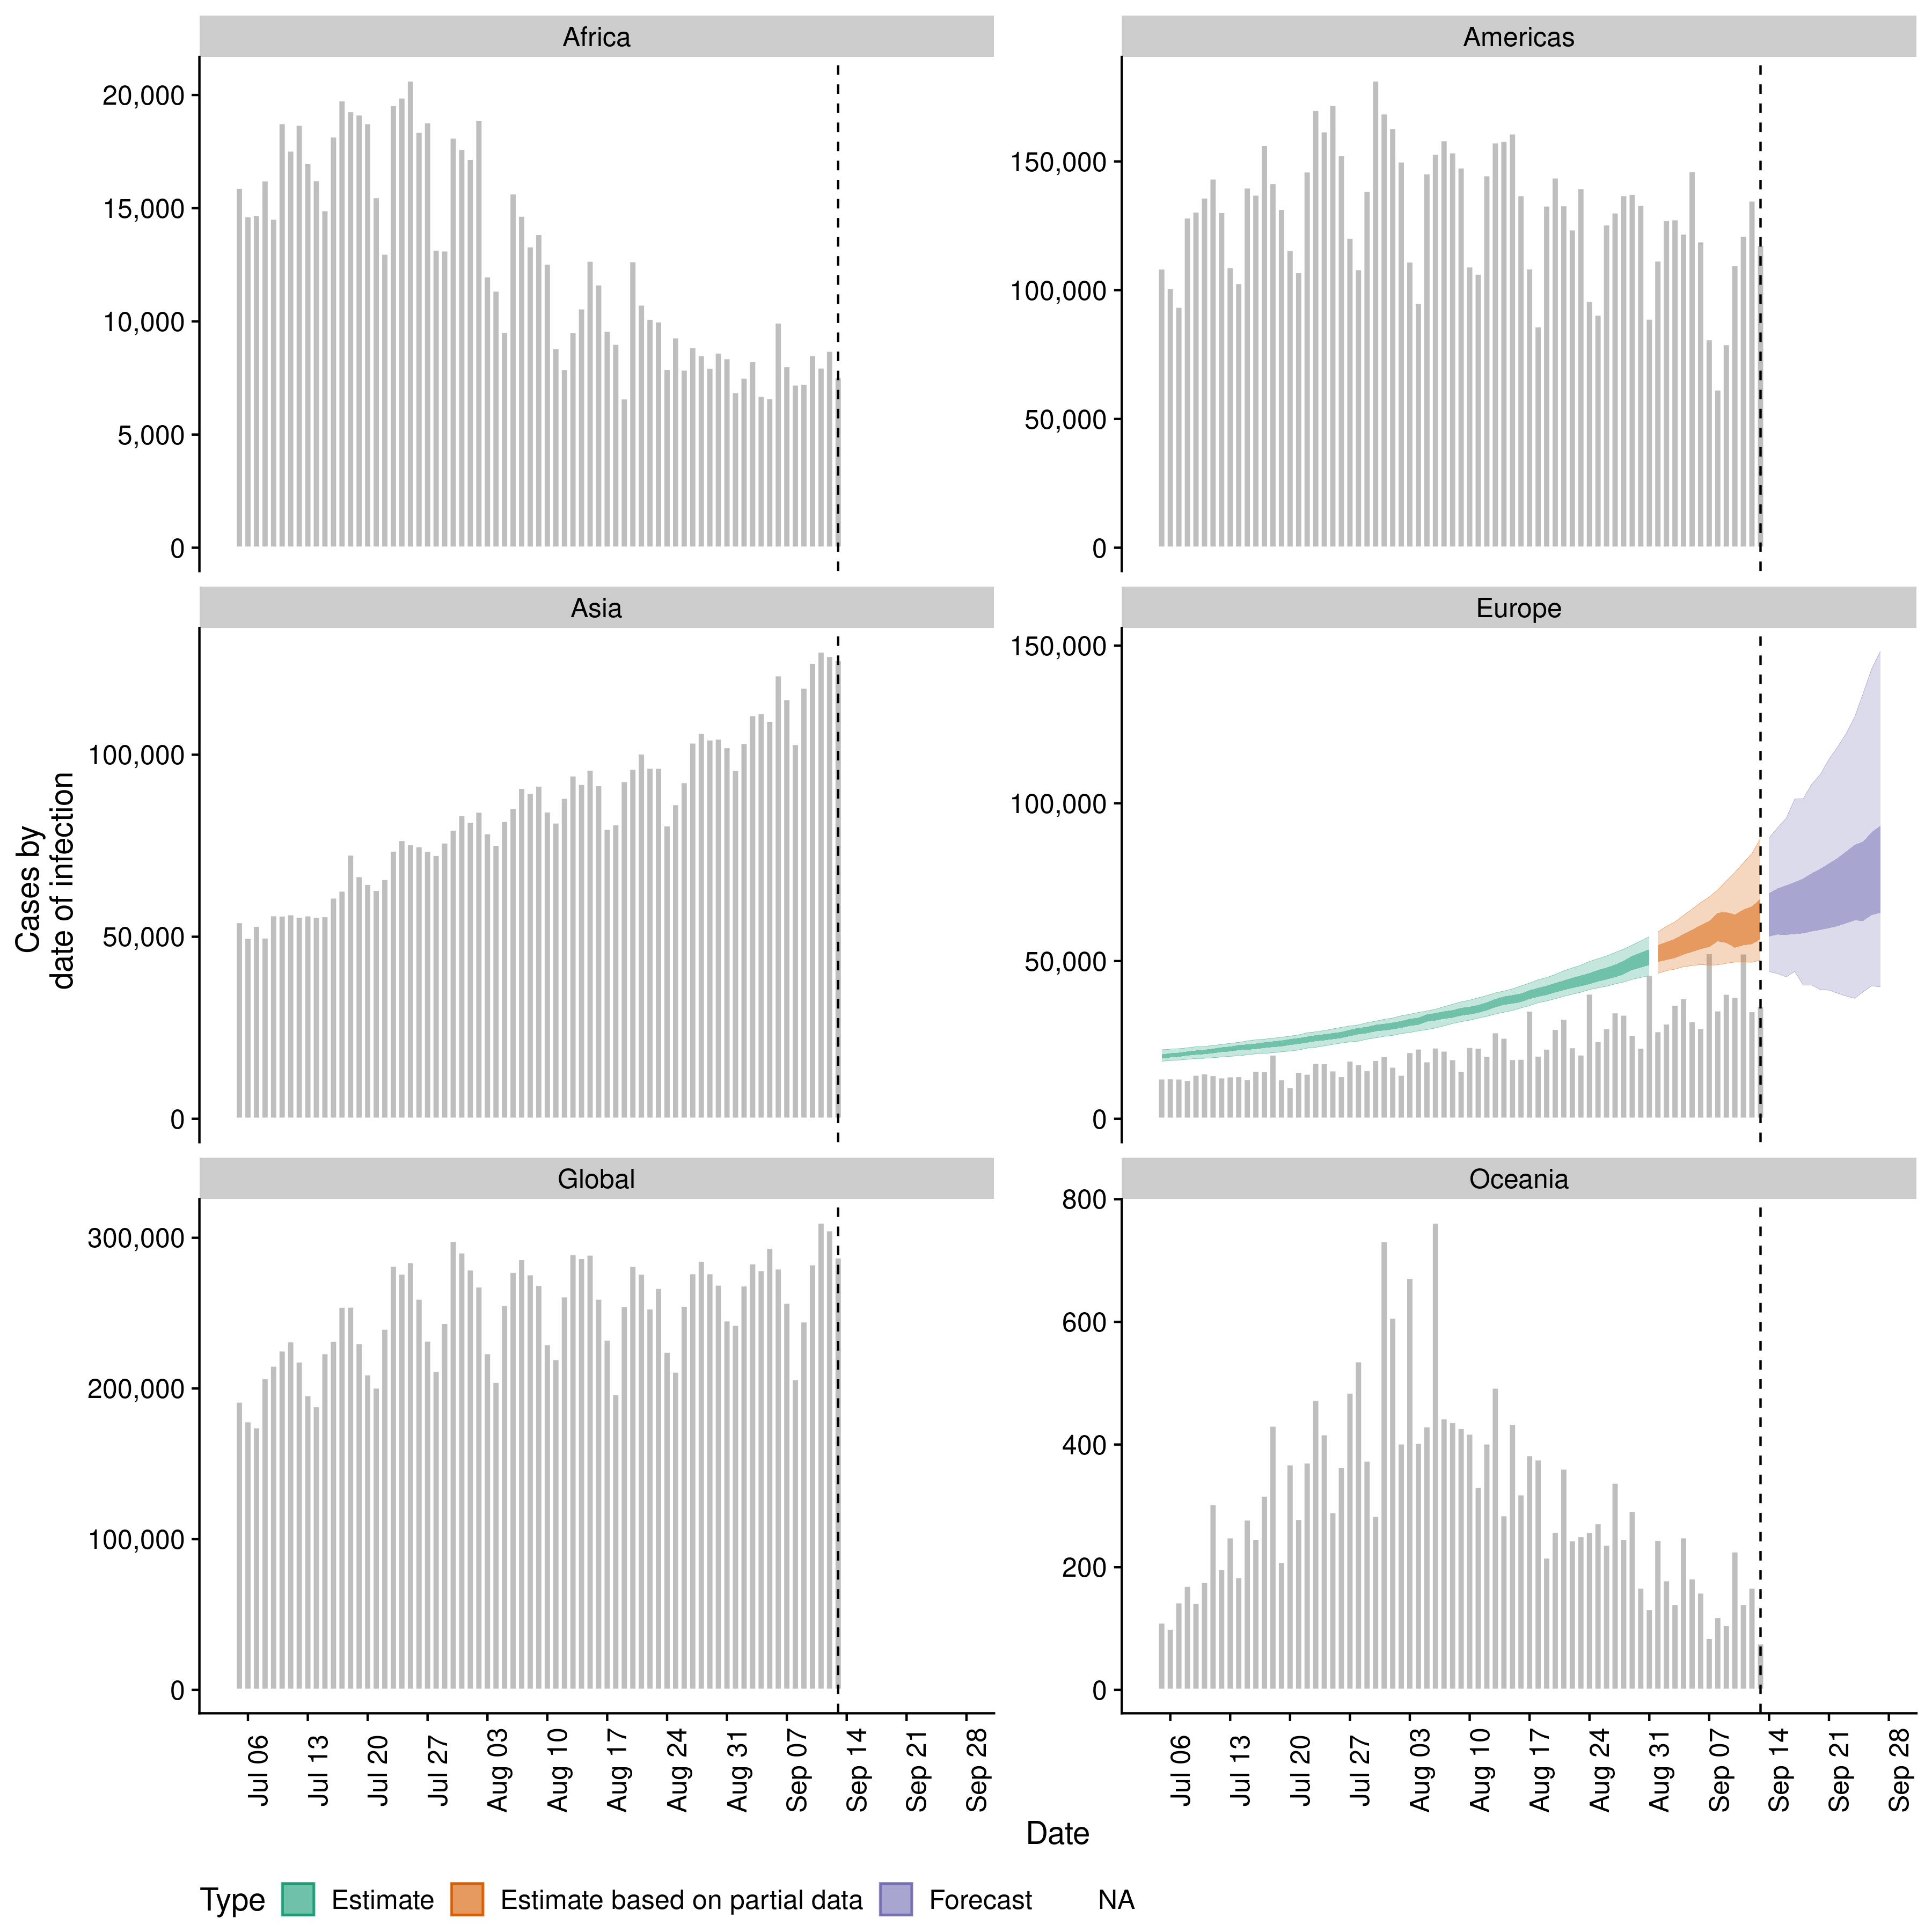 Africa
Americas
20,000
15,000
10,000
5,000
0
150,000
100,000
50,000
0
Asia
Europe
100,000
50,000
0
150,000
100,000
50,000
0
Global
Oceania
300,000
200,000
100,000
0
800
600
400
200
0
Cases by
date of infection
Jul 06
Jul 13
Jul 20
Jul 27
Aug 03
Aug 10
Aug 17
Aug 24
Aug 31
Sep 07
Sep 14
Sep 21
Sep 28
Jul 06
Jul 13
Jul 20
Jul 27
Aug 03
Aug 10
Aug 17
Aug 24
Aug 31
Sep 07
Sep 14
Sep 21
Sep 28
Date
Type Estimate Estimate based on partial data Forecast NA